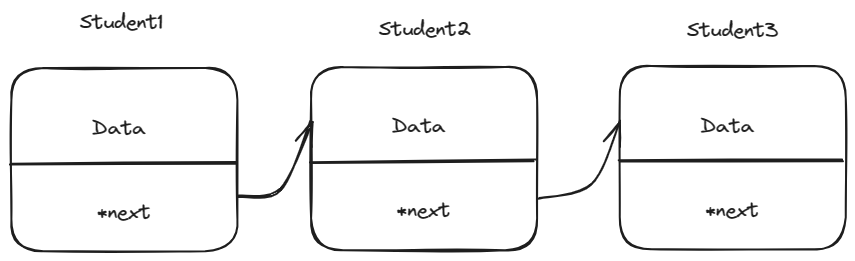 Student1
Student2
Student3
Data
Data
Data
*next
*next
*next